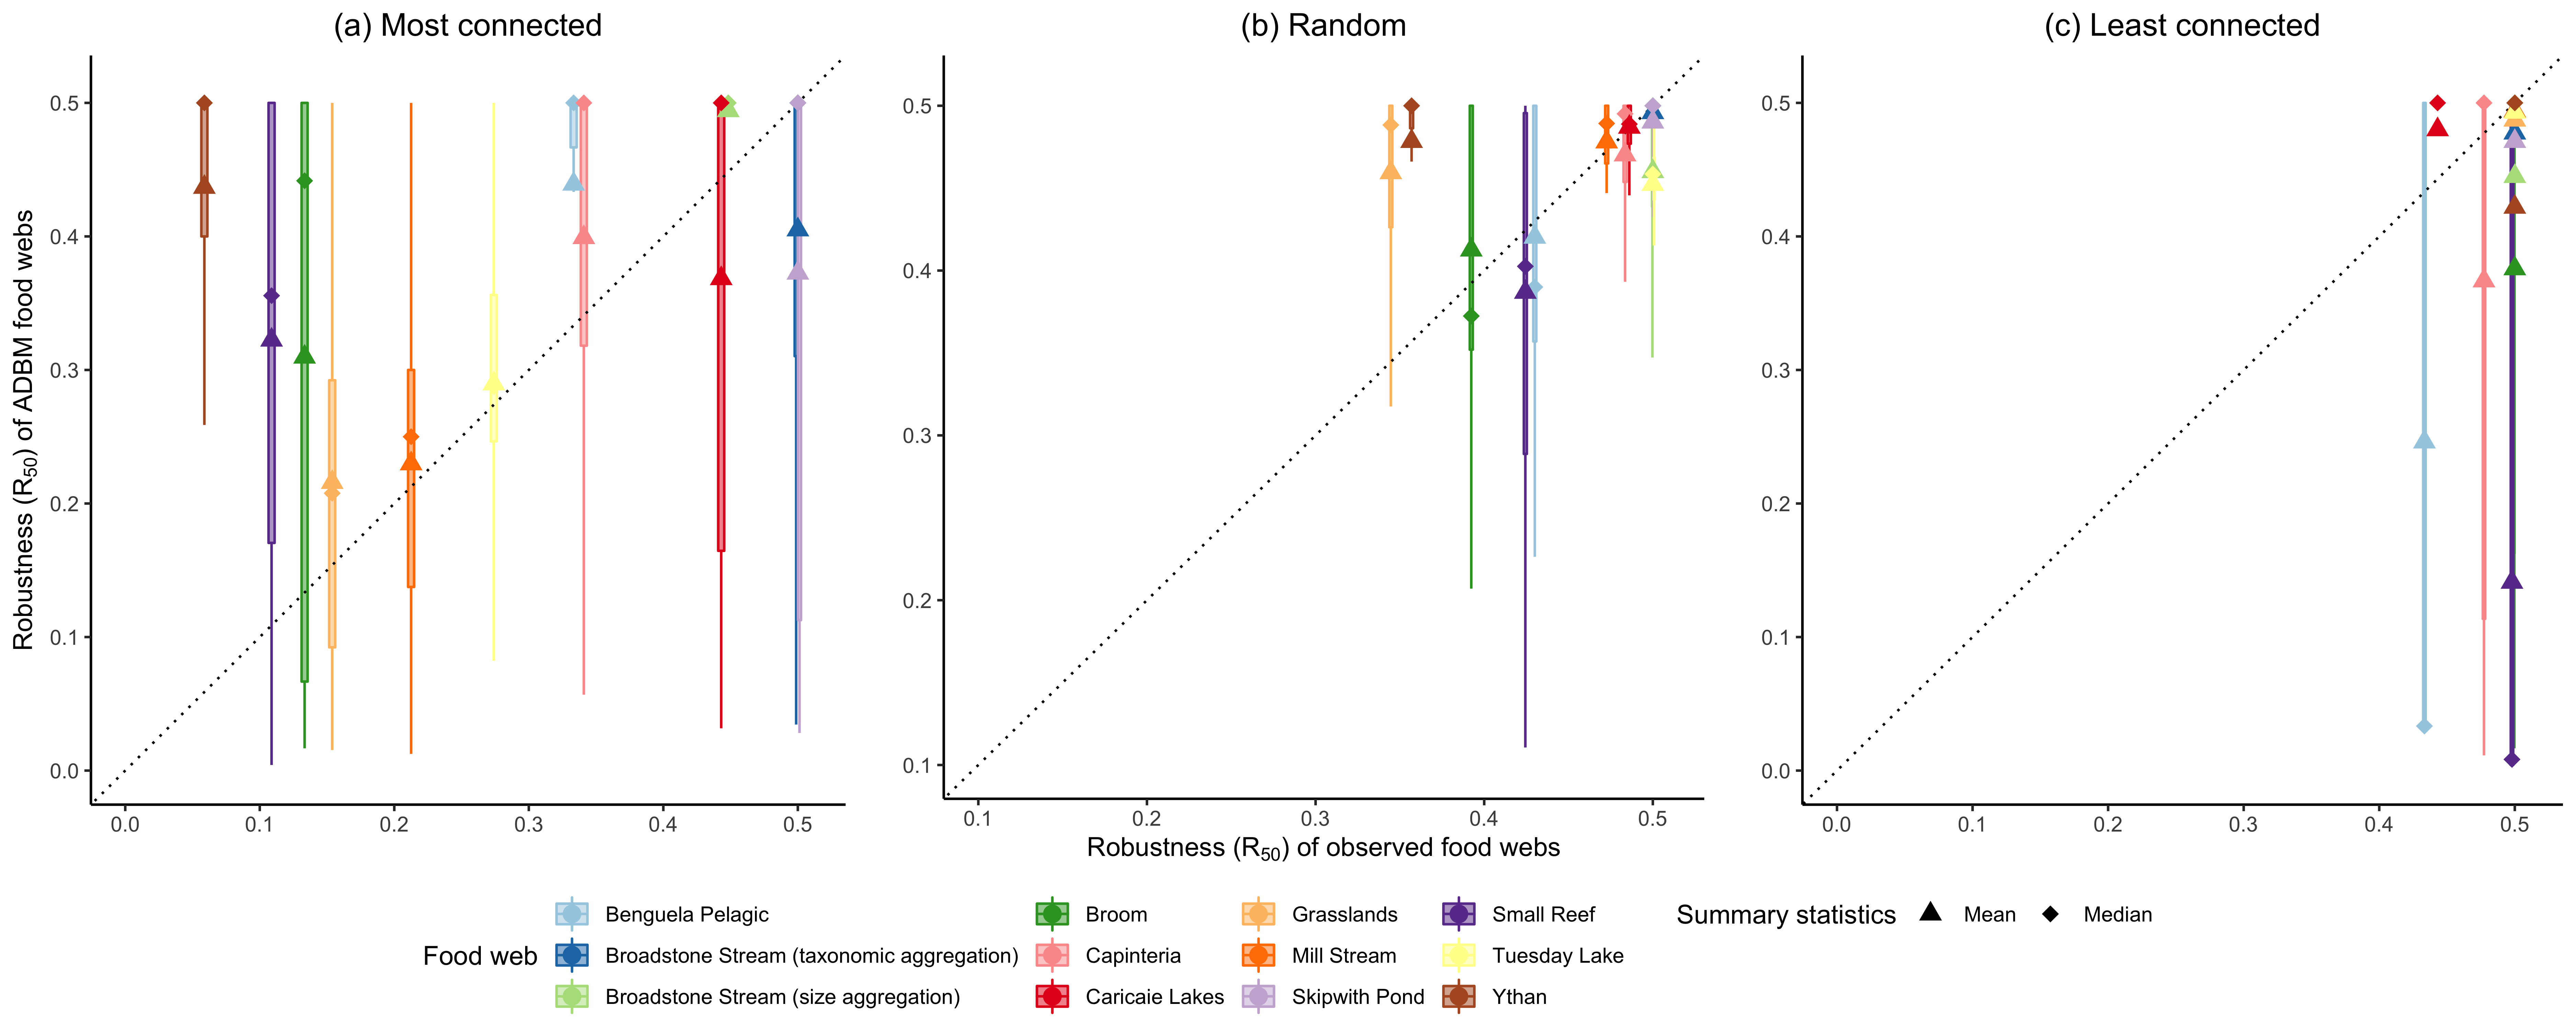 (a) Most connected
(b) Random
(c) Least connected
Robustness (R50) of ADBM food webs
0.5
0.4
0.3
0.2
0.1
0.0
0.0 0.1 0.2 0.3 0.4 0.5
0.5
0.4
0.3
0.2
0.1
0.1 0.2 0.3 0.4 0.5
0.5
0.4
0.3
0.2
0.1
0.0
0.0 0.1 0.2 0.3 0.4 0.5
Robustness (R50) of observed food webs
Food web
Benguela Pelagic
Broadstone Stream (taxonomic aggregation)
Broadstone Stream (size aggregation)
Broom
Capinteria
Caricaie Lakes
Grasslands
Mill Stream
Skipwith Pond
Small Reef
Tuesday Lake
Ythan
Summary statistics
Mean
Median